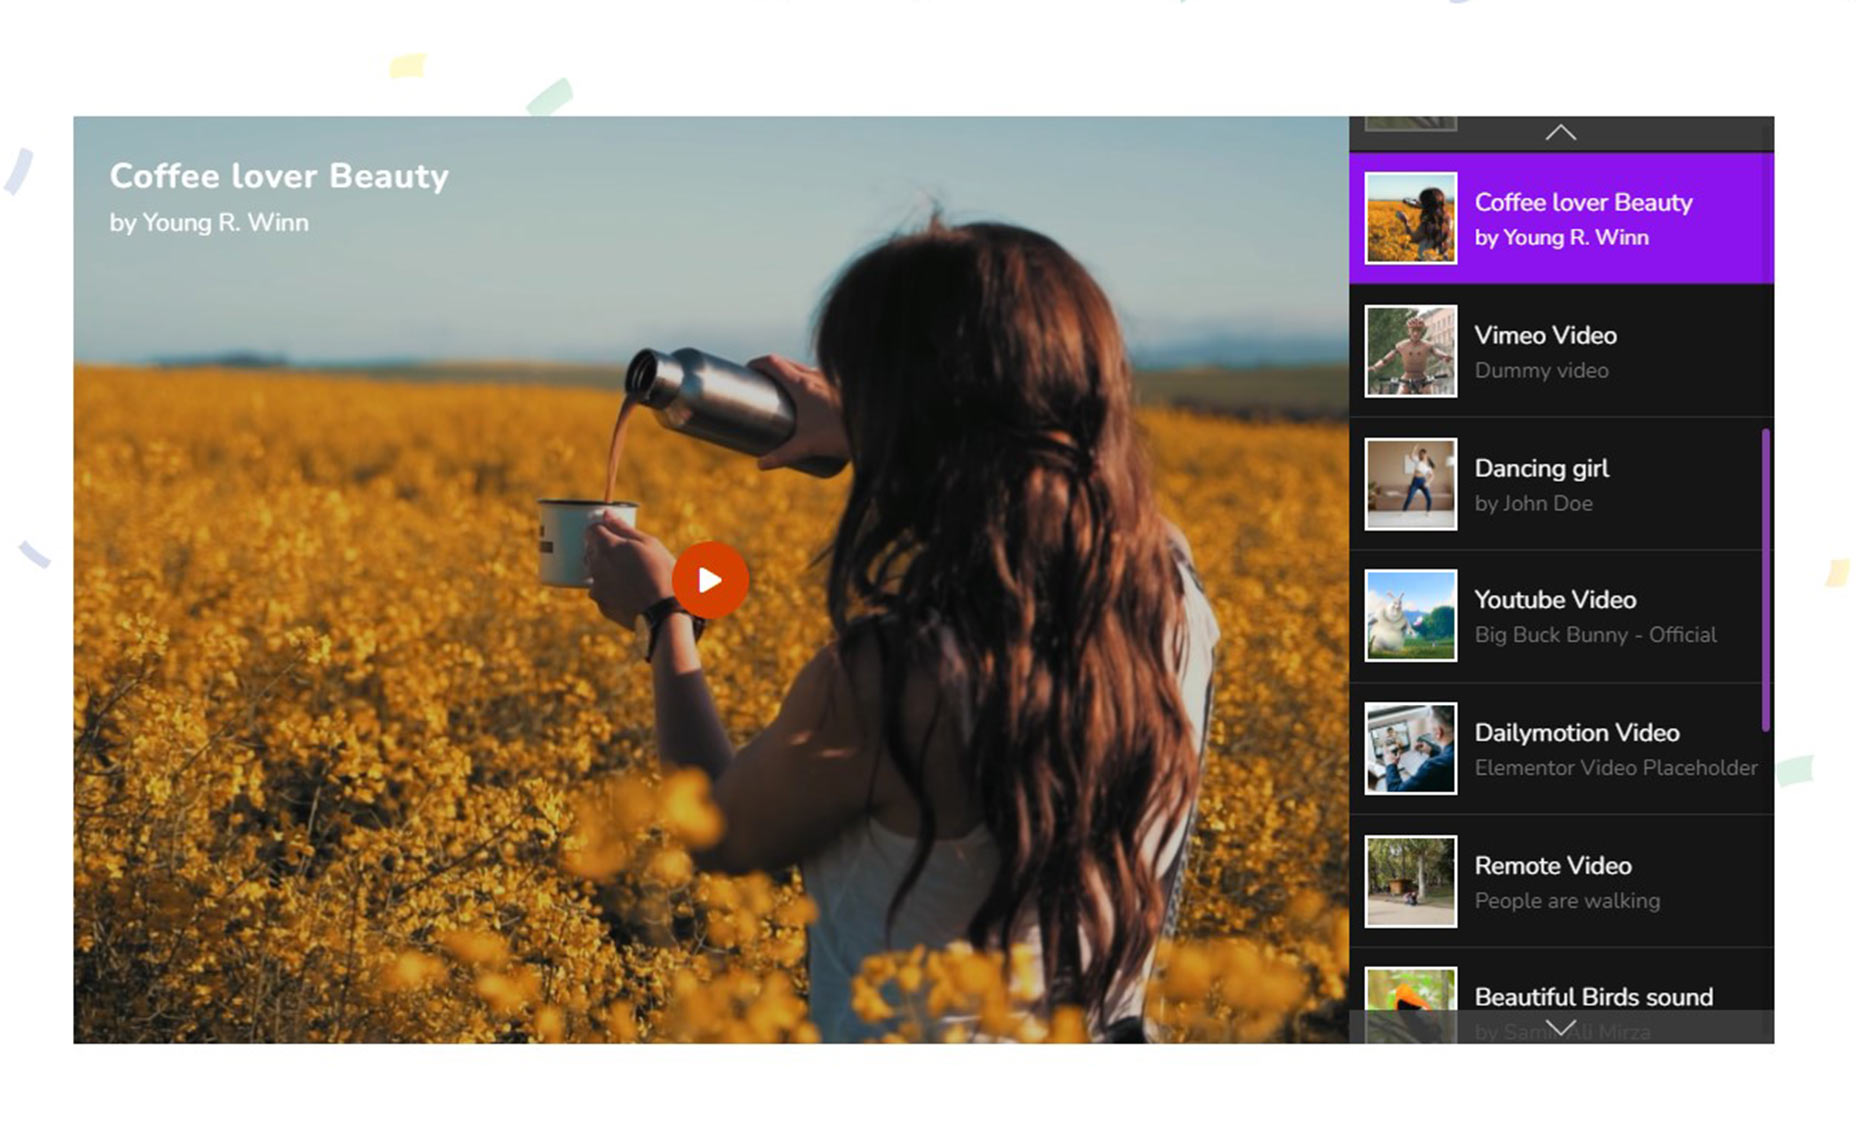 Coffee lover Beauty
by Young R. Winn
Coffee lover Beauty
by Young R. Winn
Vimeo Video
Dummy video
Dancing girl
by John Doe
Youtube Video
Big Buck Bunny - Official
Dailymotion Video
Elementor Video Placeholder
Remote Video
People are walking
Beautiful Birds sound
by Samir Ali Mirza